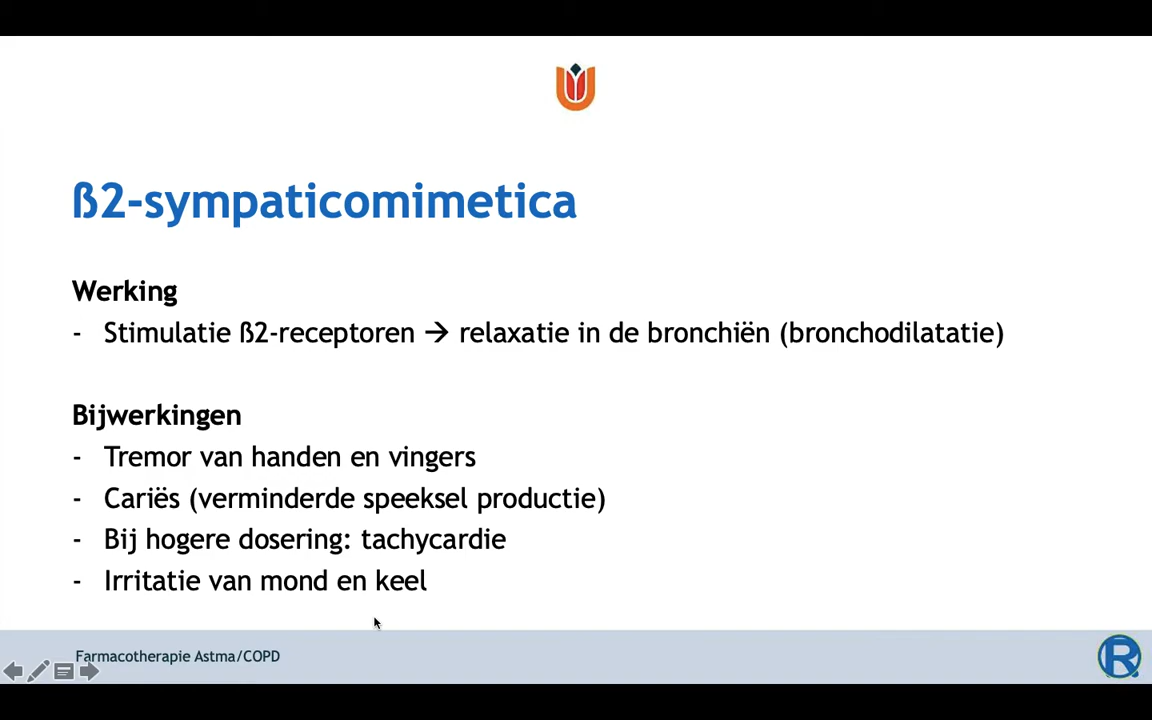 ß2-sympaticomimetica
Werking
- Stimulatie ß2-receptoren → relaxatie in de bronchiën (bronchodilatatie)
Bijwerkingen
- Tremor van handen en vingers
- Cariës (verminderde speeksel productie)
- Bij hogere dosering: tachycardie
- Irritatie van mond en keel
Farmacotherapie Astma/COPD
R